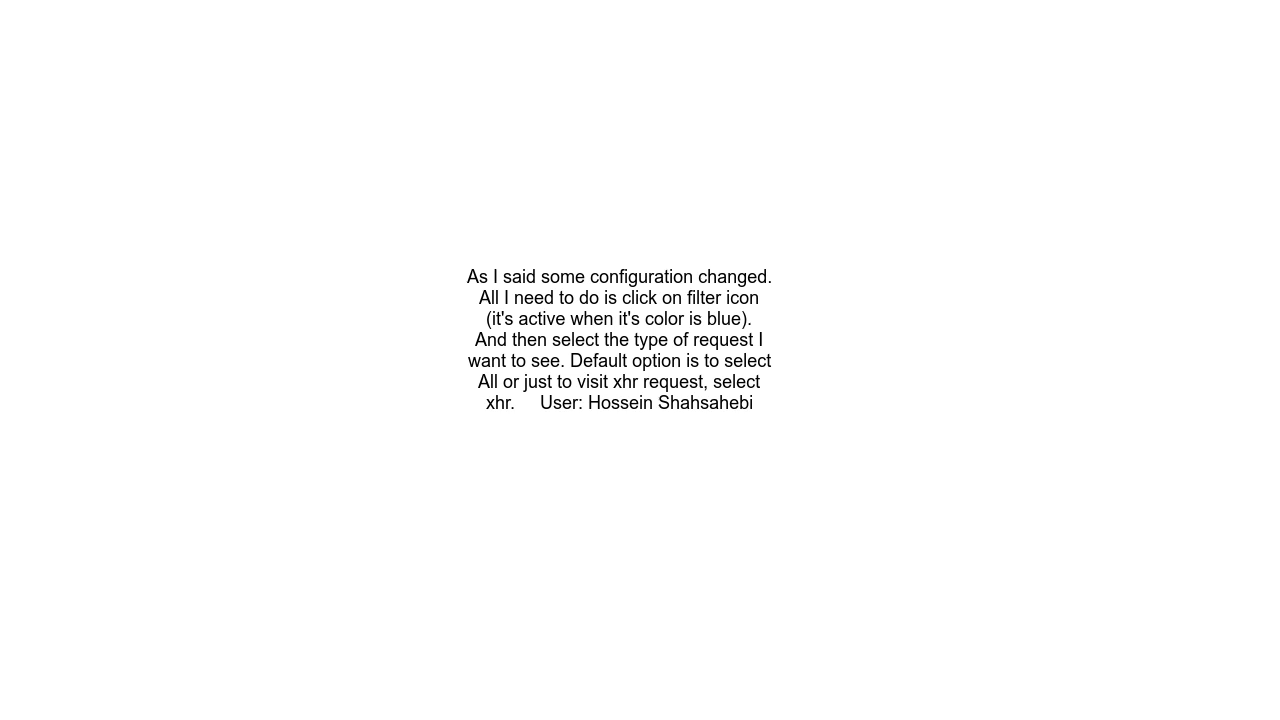 As I said some configuration changed.
All I need to do is click on filter icon
(it's active when it's color is blue).
And then select the type of request I
want to see. Default option is to select
All or just to visit xhr request, select
xhr.     User: Hossein Shahsahebi